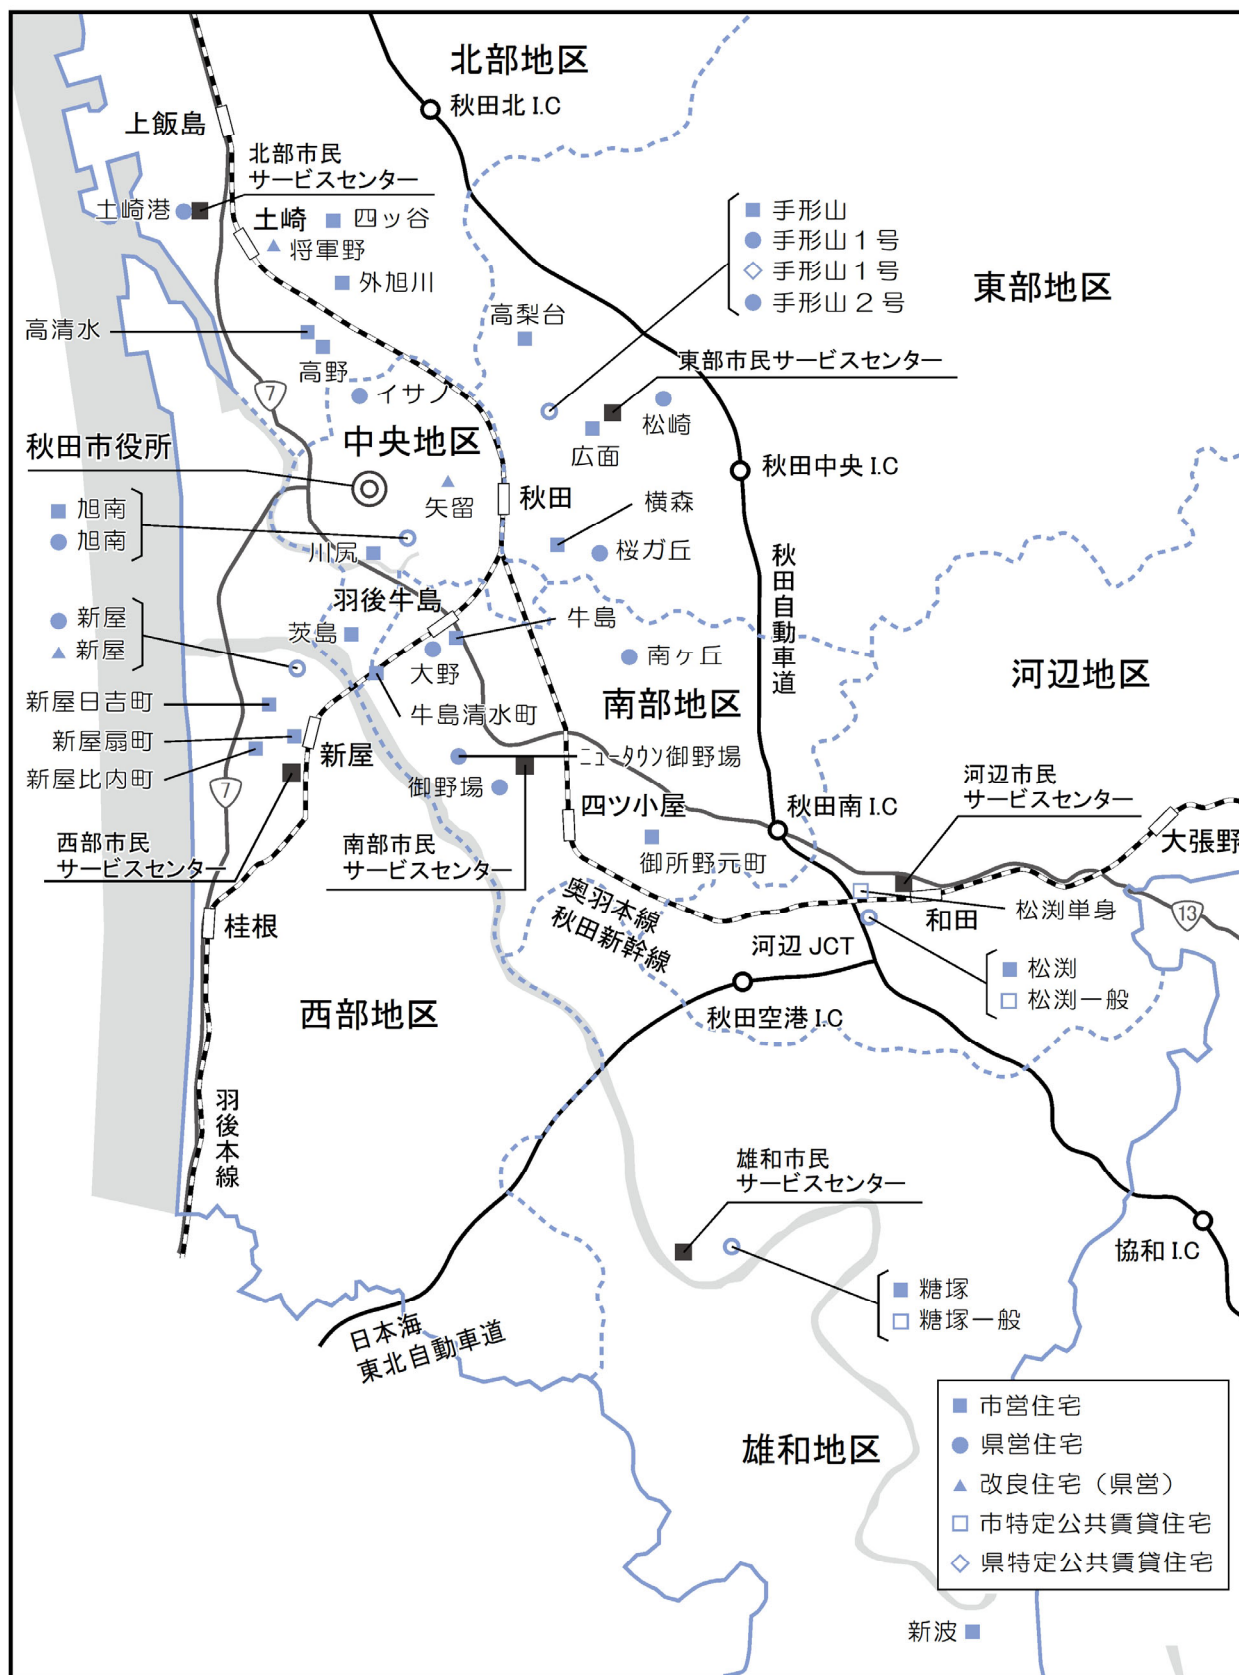 北部地区
秋田北I.C
上飯島
北部市民
サービスセンター
土崎港
土崎
四ッ谷
将軍野
外旭川
手形山
手形山1号
手形山1号
手形山2号
東部地区
高清水
高野
高梨台
東部市民サービスセンター
7
イサノ
松崎
広面
中央地区
秋田市役所
秋田中央I.C
矢留
秋田
横森
旭南
旭南
川尻
桜ガ丘
秋田自動車道
羽後牛島
新屋
新屋
茨島
牛島
大野
南ヶ丘
河辺地区
新屋日吉町
牛島清水町
南部地区
新屋扇町
新屋
ニュータウン御野場
新屋比内町
7
御野場
河辺市民
サービスセンター
四ツ小屋
秋田南I.C
西部市民
サービスセンター
南部市民
サービスセンター
御所野元町
大張野
奥羽本線
秋田新幹線
松渕単身
13
桂根
和田
河辺JCT
松渕
松渕一般
西部地区
秋田空港I.C
羽後本線
雄和市民
サービスセンター
協和I.C
糖塚
糖塚一般
日本海
東北自動車道
雄和地区
市営住宅
県営住宅
改良住宅（県営）
市特定公共賃貸住宅
県特定公共賃貸住宅
新波